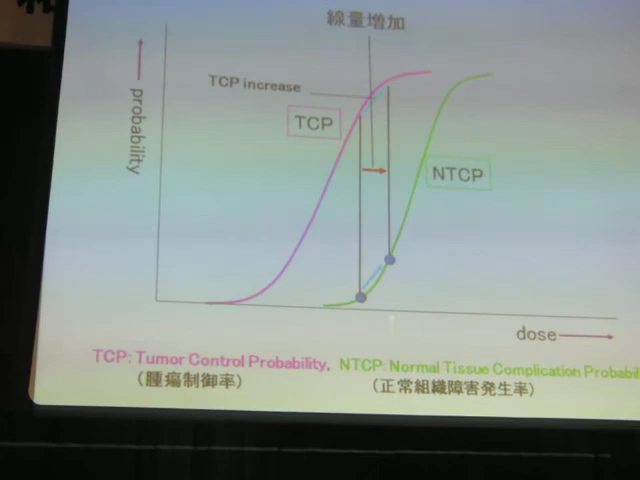 線量増加
TCP increase
probability
TCP
NTCP
dose
TCP: Tumor Control Probability, NTCP: Normal Tissue Complication Probabil
(腫瘍制御率) (正常組織障害発生率)